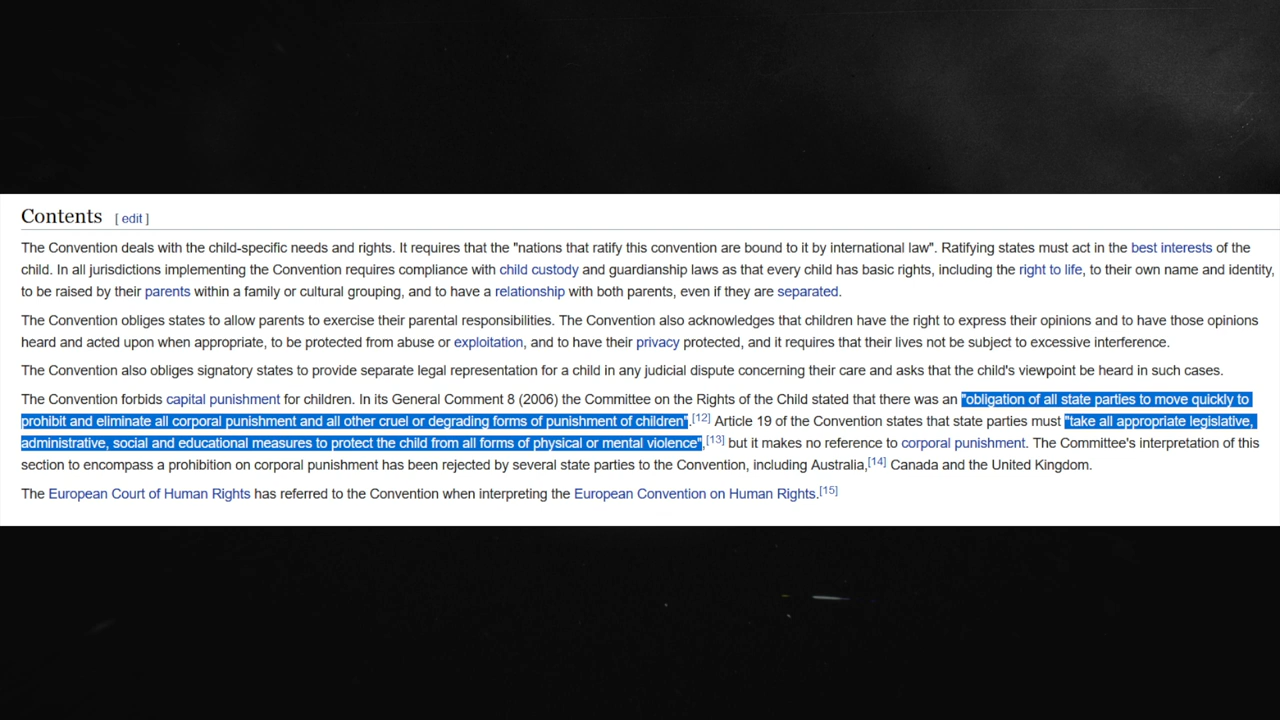 Contents [ edit ]
The Convention deals with the child-specific needs and rights. It requires that the "nations that ratify this convention are bound to it by international law". Ratifying states must act in the best interests of the
child. In all jurisdictions implementing the Convention requires compliance with child custody and guardianship laws as that every child has basic rights, including the right to life, to their own name and identity,
to be raised by their parents within a family or cultural grouping, and to have a relationship with both parents, even if they are separated.
The Convention obliges states to allow parents to exercise their parental responsibilities. The Convention also acknowledges that children have the right to express their opinions and to have those opinions
heard and acted upon when appropriate, to be protected from abuse or exploitation, and to have their privacy protected, and it requires that their lives not be subject to excessive interference.
The Convention also obliges signatory states to provide separate legal representation for a child in any judicial dispute concerning their care and asks that the child's viewpoint be heard in such cases.
The Convention forbids capital punishment for children. In its General Comment 8 (2006) the Committee on the Rights of the Child stated that there was an "obligation of all state parties to move quickly to
prohibit and eliminate all corporal punishment and all other cruel or degrading forms of punishment of children".[12] Article 19 of the Convention states that state parties must "take all appropriate legislative,
administrative, social and educational measures to protect the child from all forms of physical or mental violence",[13] but it makes no reference to corporal punishment. The Committee's interpretation of this
section to encompass a prohibition on corporal punishment has been rejected by several state parties to the Convention, including Australia,[14] Canada and the United Kingdom.
The European Court of Human Rights has referred to the Convention when interpreting the European Convention on Human Rights.[15]